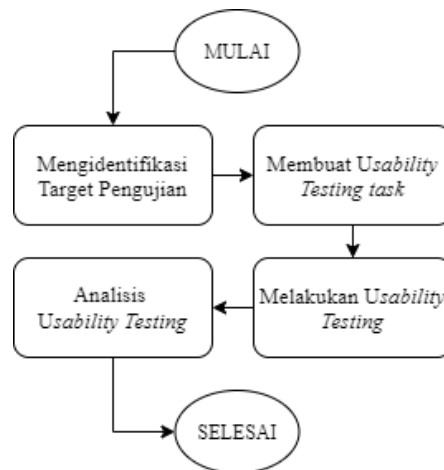 MULAI
Mengidentifikasi
Target Pengujian
Membuat Usability
Testing task
Melakukan Usability
Testing
Analisis
Usability Testing
SELESAI